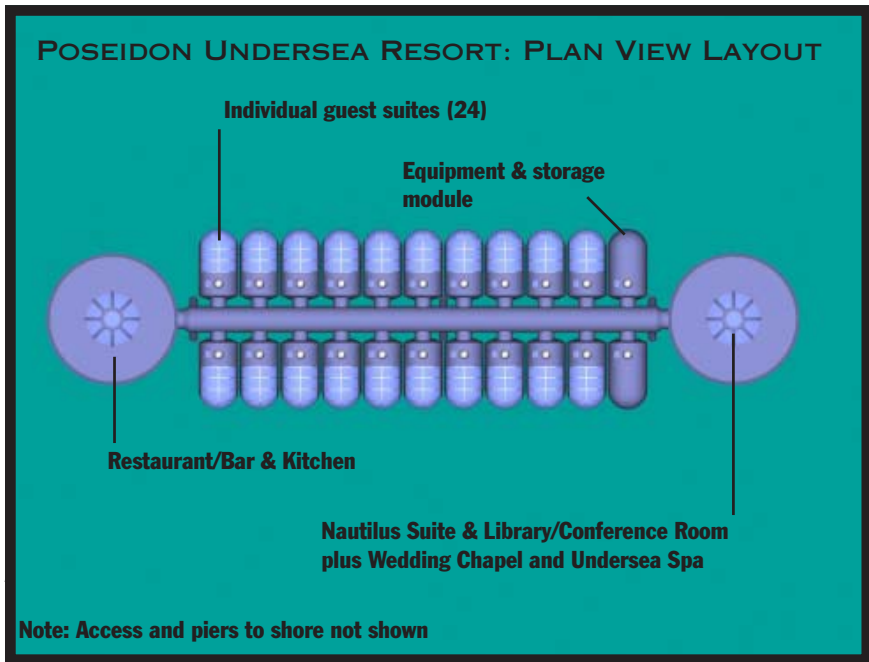 POSEIDON UNDERSEA RESORT: PLAN VIEW LAYOUT
Individual guest suites (24)
Equipment & storage
module
Restaurant/Bar & Kitchen
Nautilus Suite & Library/Conference Room
plus Wedding Chapel and Undersea Spa
Note: Access and piers to shore not shown